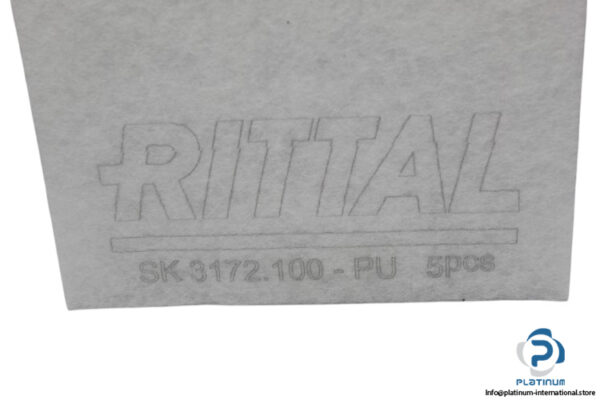 RITTAL
SK 3172.100 - PU 5pcs
PLATINUM
Info@platinum-international.store